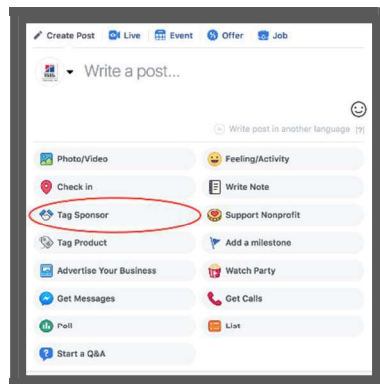 Create Post Live Event Offer Job
Write a post...
Write post in another language [?]
Photo/Video Feeling/Activity
Check in Write Note
Tag Sponsor Support Nonprofit
Tag Product Add a milestone
Advertise Your Business Watch Party
Get Messages Get Calls
Poll List
Start a Q&A